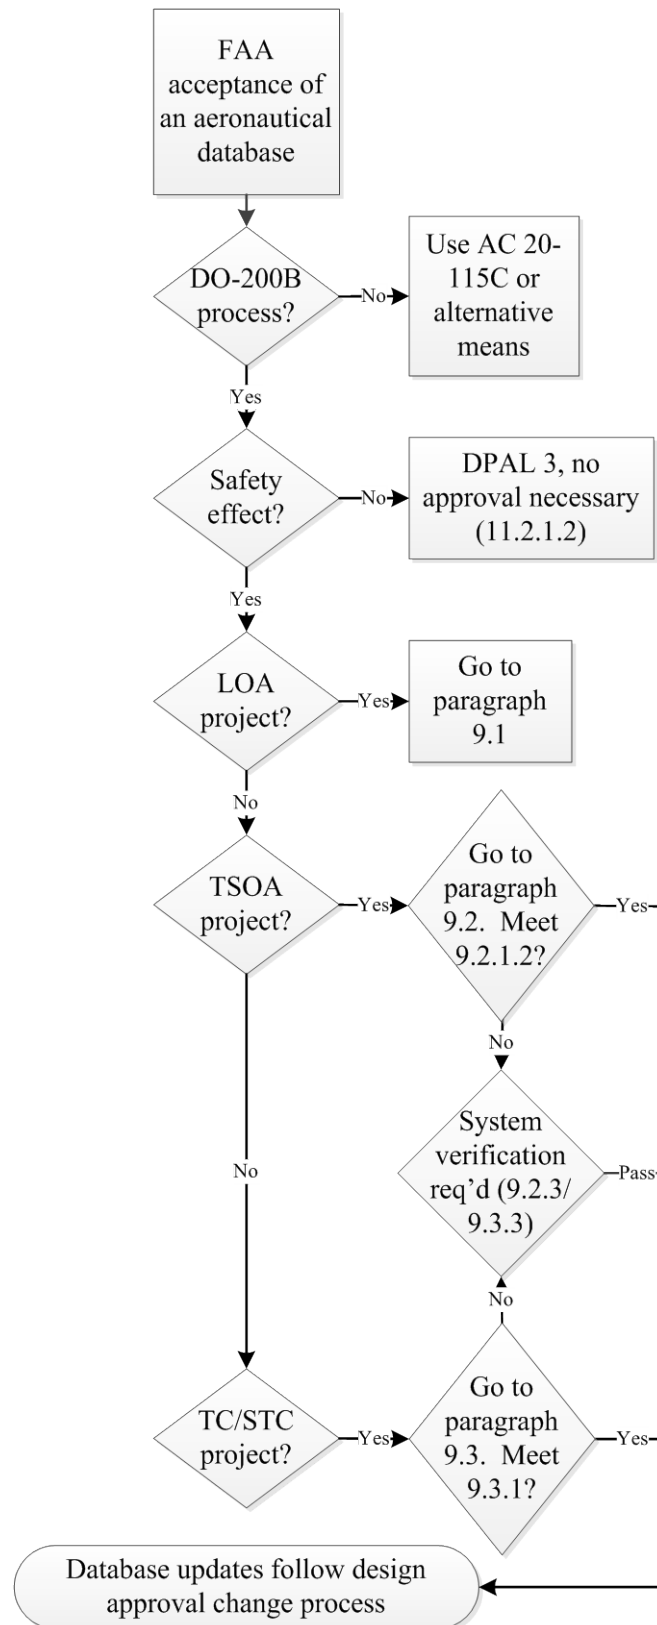 FAA
acceptance of
an aeronautical
database
DO-200B
process?
No
Use AC 20-
115C or
alternative
means
Yes
Safety
effect?
No
DPAL 3, no
approval necessary
(11.2.1.2)
Yes
LOA
project?
Yes
Go to
paragraph
9.1
No
TSOA
project?
Yes
Go to
paragraph
9.2.  Meet
9.2.1.2?
Yes
No
System
verification
req’d (9.2.3/
9.3.3)
Pass
No
No
TC/STC
project?
Yes
Go to
paragraph
9.3.  Meet
9.3.1?
Yes
Database updates follow design
approval change process